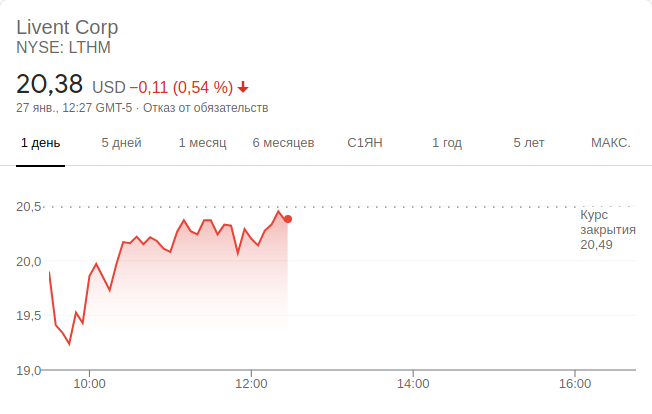 Livent Corp
NYSE: LTHM
20,38 USD −0,11 (0,54 %)
27 янв., 12:27 GMT-5 · Отказ от обязательств
1 день 5 дней 1 месяц 6 месяцев С1ЯН 1 год 5 лет МАКС.
20,5
Курс
закрытия
20,49
20,0
19,5
19,0
10:00 12:00 14:00 16:00